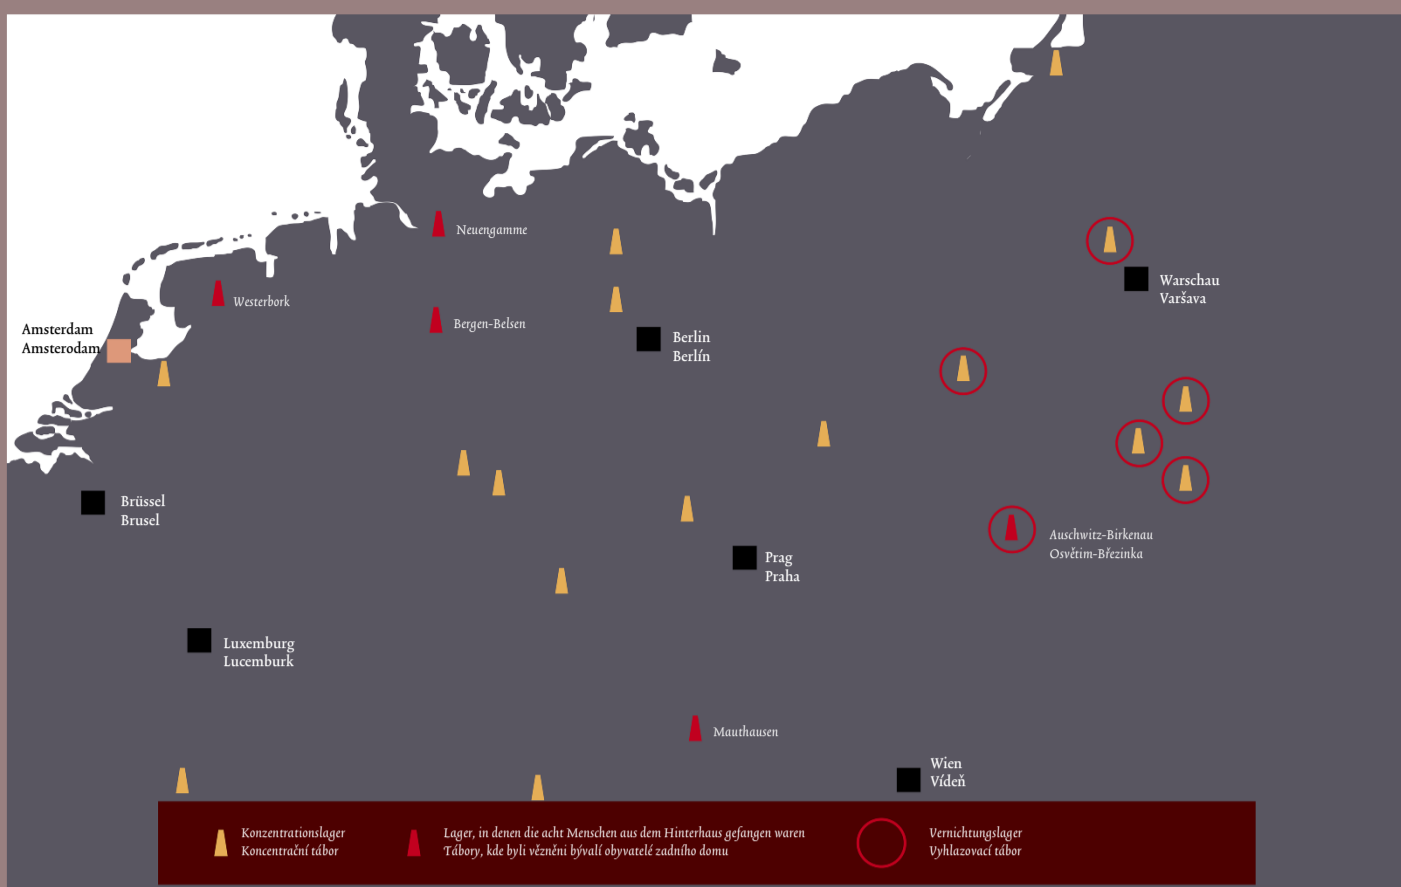 Neuengamme
Westerbork
Warschau
Varšava
Amsterdam
Amsterodam
Bergen-Belsen
Berlin
Berlín
Brüssel
Brusel
Auschwitz-Birkenau
Osvětim-Březinka
Prag
Praha
Luxemburg
Lucemburk
Mauthausen
Wien
Vídeň
Konzentrationslager
Koncentrační tábor
Lager, in denen die acht Menschen aus dem Hinterhaus gefangen waren
Tábory, kde byli vězněni bývalí obyvatelé zadního domu
Vernichtungslager
Vyhlazovací tábor